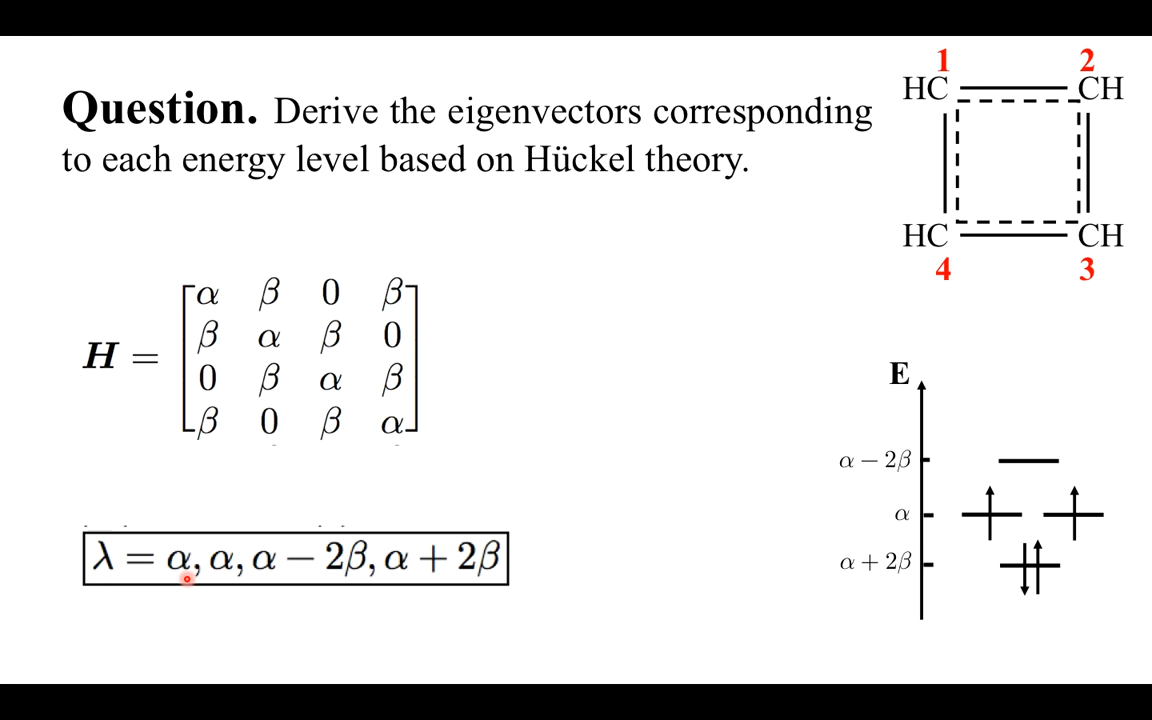 Question. Derive the eigenvectors corresponding
to each energy level based on Hückel theory.
1 2
HC CH
HC CH
4 3
H = [α β 0 β
β α β 0
0 β α β
β 0 β α]
λ = α, α, α − 2β, α + 2β
E
α − 2β
α
α + 2β